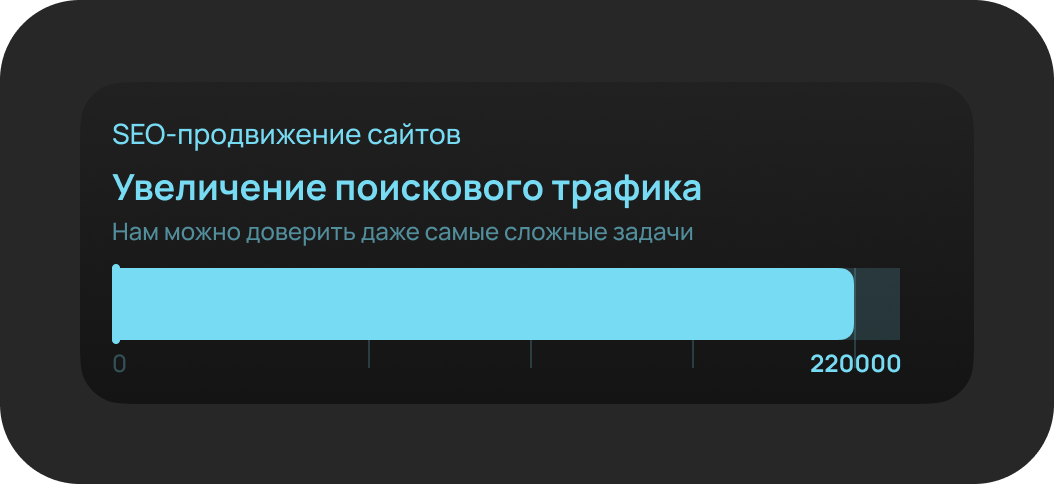 SEO-продвижение сайтов
Увеличение поискового трафика
Нам можно доверить даже самые сложные задачи
0
220000